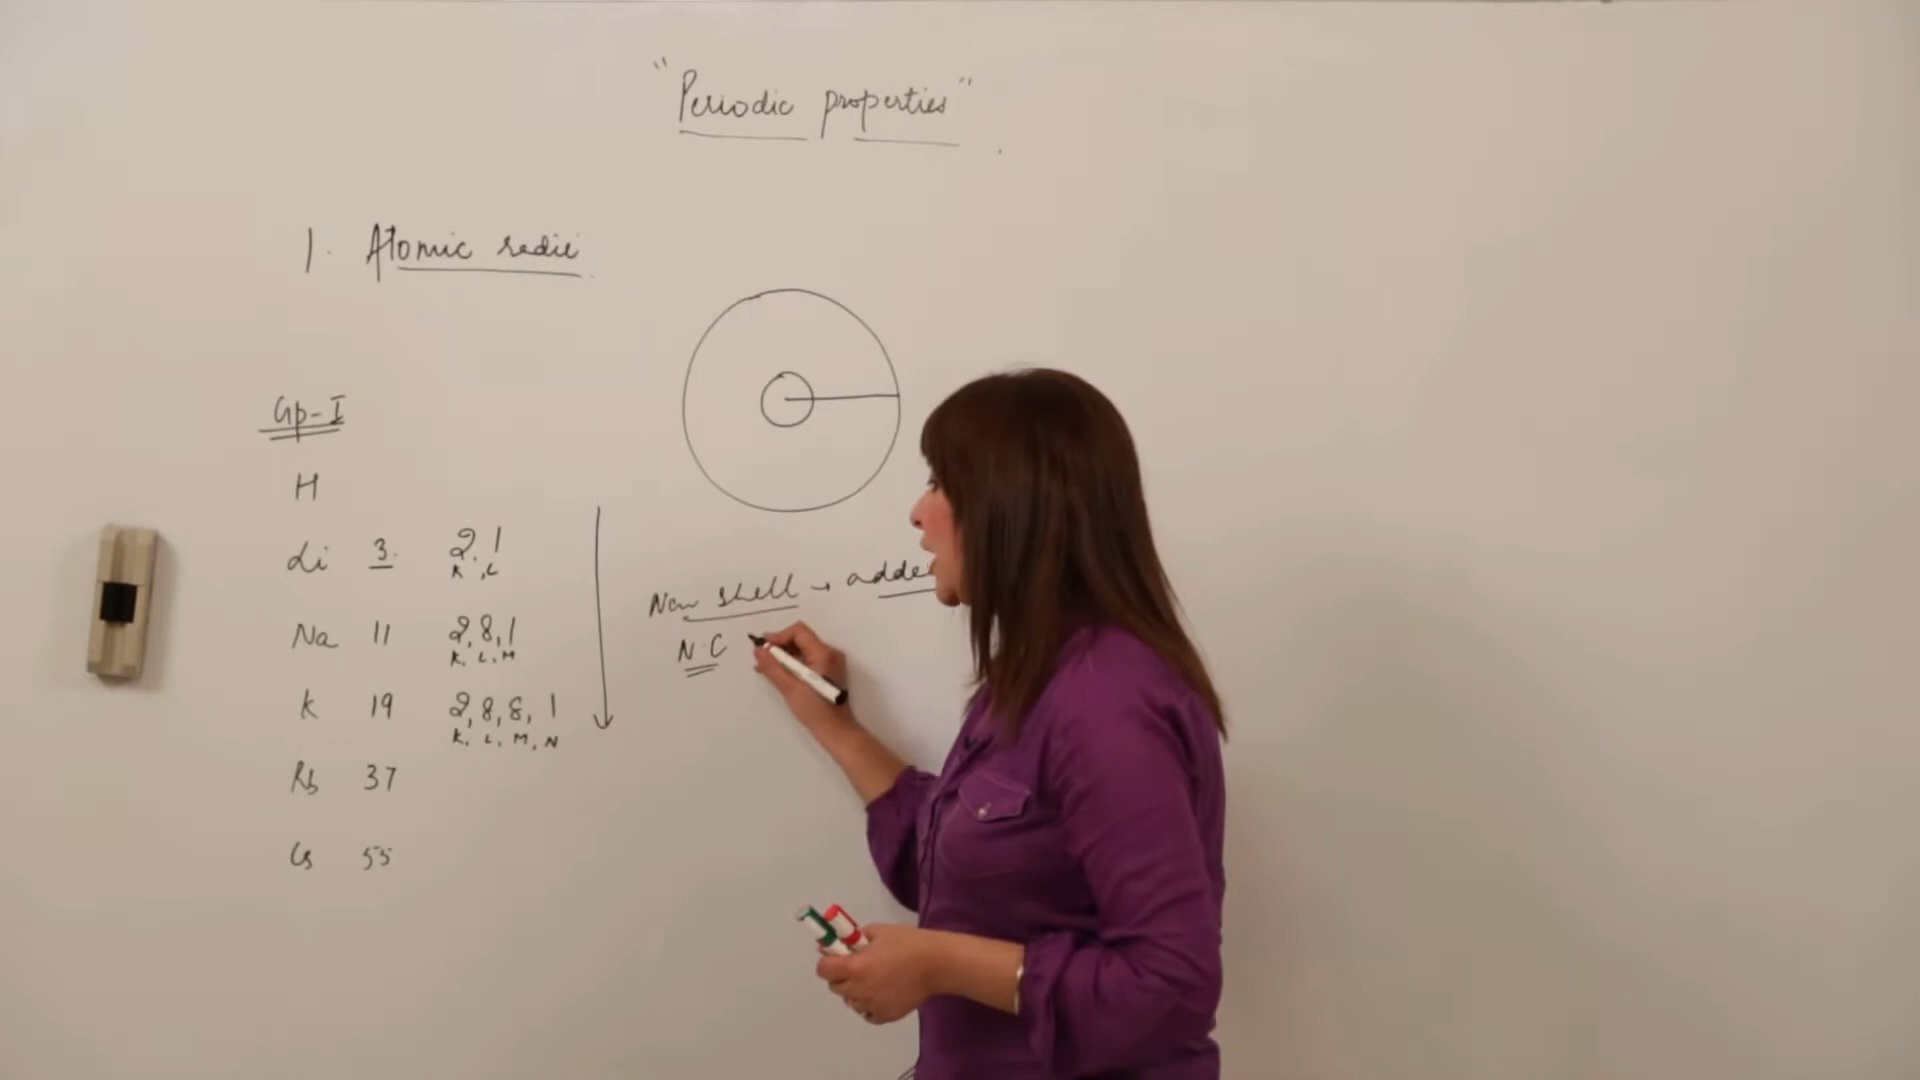 "Periodic properties"
1. Atomic radii
Gp-I
H
Li 3. 2, 1
K, L
Na 11 2, 8, 1
K, L, M
K 19 2, 8, 8, 1
K, L, M, N
Rb 37
Cs 55
New shell → added
N.C